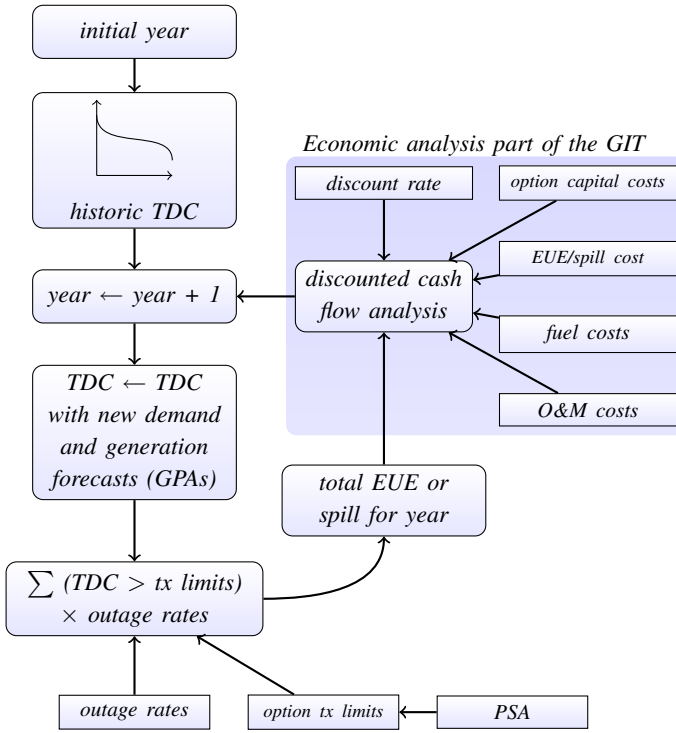 initial year
historic TDC
year ← year + 1
TDC ← TDC
with new demand
and generation
forecasts (GPAs)
∑ (TDC > tx limits)
× outage rates
outage rates
option tx limits
PSA
total EUE or
spill for year
Economic analysis part of the GIT
discount rate
option capital costs
discounted cash
flow analysis
EUE/spill cost
fuel costs
O&M costs